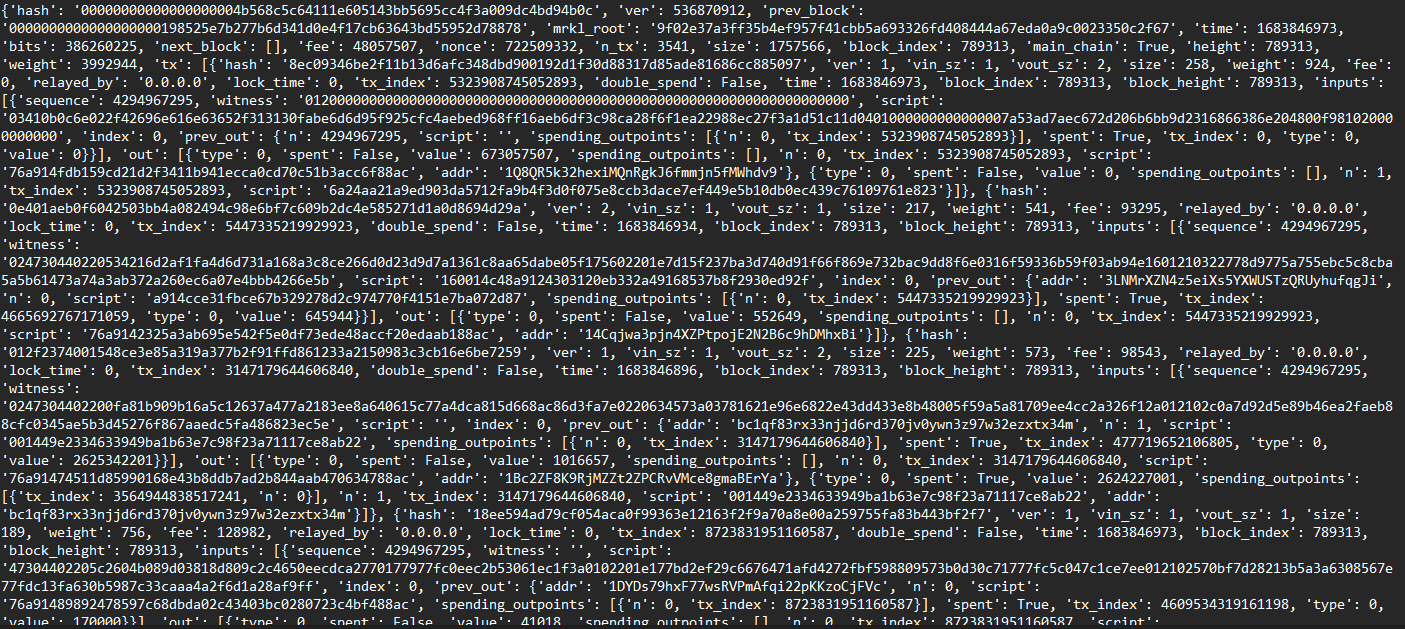 {'hash': '00000000000000000004b568c5c64111e605143bb5695cc4f3a009dc4bd94b0c', 'ver': 536870912, 'prev_block':
'0000000000000000000198525e7b277b6d341d0e4f17cb63643bd55952d78878', 'mrkl_root': '9f02e37a3ff35b4ef957f41cbb5a693326fd408444a67eda0a9c0023350c2f67', 'time': 1683846973,
'bits': 386260225, 'next_block': [], 'fee': 48057507, 'nonce': 722509332, 'n_tx': 3541, 'size': 1757566, 'block_index': 789313, 'main_chain': True, 'height': 789313,
'weight': 3992944, 'tx': [{'hash': '8ec09346be2f11b13d6afc348dbd900192d1f30d88317d85ade81686cc885097', 'ver': 1, 'vin_sz': 1, 'vout_sz': 2, 'size': 258, 'weight': 924, 'fee':
0, 'relayed_by': '0.0.0.0', 'lock_time': 0, 'tx_index': 5323908745052893, 'double_spend': False, 'time': 1683846973, 'block_index': 789313, 'block_height': 789313, 'inputs':
[{'sequence': 4294967295, 'witness': '01200000000000000000000000000000000000000000000000000000000000000000', 'script':
'03410b0c6e022f42696e616e63652f313130fabe6d6d95f925cfc4aebed968ff16aeb6df3c98ca28f6f1ea22988ec27f3a1d51c11d0401000000000000007a53ad7aec672d206b6bb9d2316866386e204800f98102000
0000000', 'index': 0, 'prev_out': {'n': 4294967295, 'script': '', 'spending_outpoints': [{'n': 0, 'tx_index': 5323908745052893}], 'spent': True, 'tx_index': 0, 'type': 0,
'value': 0}}], 'out': [{'type': 0, 'spent': False, 'value': 673057507, 'spending_outpoints': [], 'n': 0, 'tx_index': 5323908745052893, 'script':
'76a914fdb159cd21d2f3411b941ecca0cd70c51b3acc6f88ac', 'addr': '1Q8QR5k32hexiMQnRgkJ6fmmjn5fMWhdv9'}, {'type': 0, 'spent': False, 'value': 0, 'spending_outpoints': [], 'n': 1,
'tx_index': 5323908745052893, 'script': '6a24aa21a9ed903da5712fa9b4f3d0f075e8ccb3dace7ef449e5b10db0ec439c76109761e823'}]}, {'hash':
'0e401aeb0f6042503bb4a082494c98e6bf7c609b2dc4e585271d1a0d8694d29a', 'ver': 2, 'vin_sz': 1, 'vout_sz': 1, 'size': 217, 'weight': 541, 'fee': 93295, 'relayed_by': '0.0.0.0',
'lock_time': 0, 'tx_index': 5447335219929923, 'double_spend': False, 'time': 1683846934, 'block_index': 789313, 'block_height': 789313, 'inputs': [{'sequence': 4294967295,
'witness':
'024730440220534216d2af1fa4d6d731a168a3c8ce266d0d23d9d7a1361c8aa65dabe05f175602201e7d15f237ba3d740d91f66f869e732bac9dd8f6e0316f59336b59f03ab94e1601210322778d9775a755ebc5c8cba
5a5b61473a74a3ab372a260ec6a07e4bbb4266e5b', 'script': '160014c48a9124303120eb332a49168537b8f2930ed92f', 'index': 0, 'prev_out': {'addr': '3LNMrXZN4z5eiXs5YXWUSTzQRUyhufqgJi',
'n': 0, 'script': 'a914cce31fbce67b329278d2c974770f4151e7ba072d87', 'spending_outpoints': [{'n': 0, 'tx_index': 5447335219929923}], 'spent': True, 'tx_index':
4665692767171059, 'type': 0, 'value': 645944}}], 'out': [{'type': 0, 'spent': False, 'value': 552649, 'spending_outpoints': [], 'n': 0, 'tx_index': 5447335219929923,
'script': '76a9142325a3ab695e542f5e0df73ede48accf20edaab188ac', 'addr': '14Cqjwa3pjn4XZPtpojE2N2B6c9hDMhxBi'}]}, {'hash':
'012f2374001548ce3e85a319a377b2f91ffd861233a2150983c3cb16e6be7259', 'ver': 1, 'vin_sz': 1, 'vout_sz': 2, 'size': 225, 'weight': 573, 'fee': 98543, 'relayed_by': '0.0.0.0',
'lock_time': 0, 'tx_index': 3147179644606840, 'double_spend': False, 'time': 1683846896, 'block_index': 789313, 'block_height': 789313, 'inputs': [{'sequence': 4294967295,
'witness':
'0247304402200fa81b909b16a5c12637a477a2183ee8a640615c77a4dca815d668ac86d3fa7e0220634573a03781621e96e6822e43dd433e8b48005f59a5a81709ee4cc2a326f12a012102c0a7d92d5e89b46ea2faeb8
8cfc0345ae5b3d45276f867aaedc5fa486823ec5e', 'script': '', 'index': 0, 'prev_out': {'addr': 'bc1qf83rx33njjd6rd370jv0ywn3z97w32ezxtx34m', 'n': 1, 'script':
'001449e2334633949ba1b63e7c98f23a71117ce8ab22', 'spending_outpoints': [{'n': 0, 'tx_index': 3147179644606840}], 'spent': True, 'tx_index': 477719652106805, 'type': 0,
'value': 2625342201}}], 'out': [{'type': 0, 'spent': False, 'value': 1016657, 'spending_outpoints': [], 'n': 0, 'tx_index': 3147179644606840, 'script':
'76a91474511d85990168e43b8ddb7ad2b844aab470634788ac', 'addr': '1Bc2ZF8K9RjMZZt2ZPCRvVMce8gmaBErYa'}, {'type': 0, 'spent': True, 'value': 2624227001, 'spending_outpoints':
[{'tx_index': 3564944838517241, 'n': 0}], 'n': 1, 'tx_index': 3147179644606840, 'script': '001449e2334633949ba1b63e7c98f23a71117ce8ab22', 'addr':
'bc1qf83rx33njjd6rd370jv0ywn3z97w32ezxtx34m'}]}, {'hash': '18ee594ad79cf054aca0f99363e12163f2f9a70a8e00a259755fa83b443bf2f7', 'ver': 1, 'vin_sz': 1, 'vout_sz': 1, 'size':
189, 'weight': 756, 'fee': 128982, 'relayed_by': '0.0.0.0', 'lock_time': 0, 'tx_index': 8723831951160587, 'double_spend': False, 'time': 1683846973, 'block_index': 789313,
'block_height': 789313, 'inputs': [{'sequence': 4294967295, 'witness': '', 'script':
'47304402205c2604b089d03818d809c2c4650eecdca2770177977fc0eec2b53061ec1f3a0102201e177bd2ef29c6676471afd4272fbf598809573b0d30c71777fc5c047c1ce7ee012102570bf7d28213b5a3a6308567e
77fdc13fa630b5987c33caaa4a2f6d1a28af9ff', 'index': 0, 'prev_out': {'addr': '1DYDs79hxF77wsRVPmAfqi22pKKzoCjFVc', 'n': 0, 'script':
'76a91489892478597c68dbda02c43403bc0280723c4bf488ac', 'spending_outpoints': [{'n': 0, 'tx_index': 8723831951160587}], 'spent': True, 'tx_index': 4609534319161198, 'type': 0,
'value': 170000}}], 'out': [{'type': 0, 'spent': False, 'value': 41018, 'spending_outpoints': [], 'n': 0, 'tx_index': 8723831951160587, 'script':